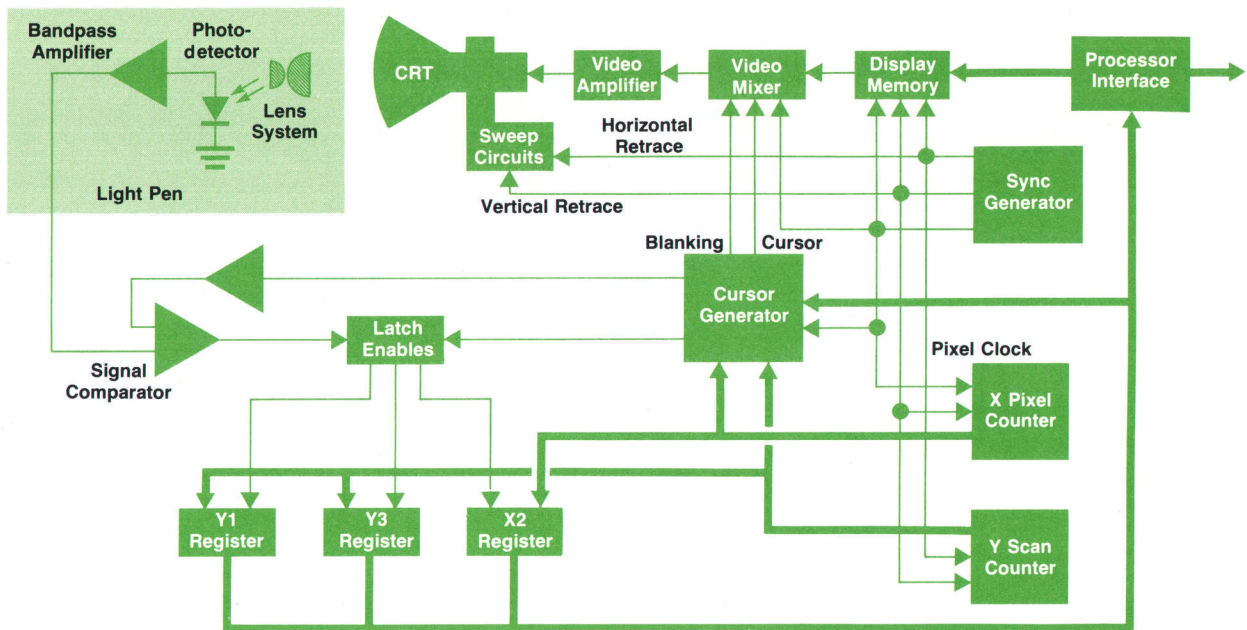 Bandpass
Amplifier
Photo-
detector
Lens
System
Light Pen
CRT
Video
Amplifier
Video
Mixer
Display
Memory
Processor
Interface
Sweep
Circuits
Horizontal
Retrace
Vertical Retrace
Sync
Generator
Blanking
Cursor
Cursor
Generator
Signal
Comparator
Latch
Enables
Pixel Clock
X Pixel
Counter
Y1
Register
Y3
Register
X2
Register
Y Scan
Counter